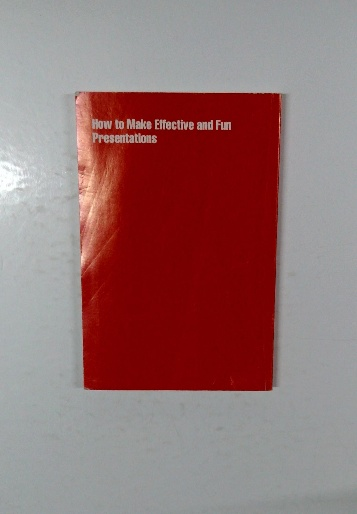 How to Make Effective and Fun
Presentations